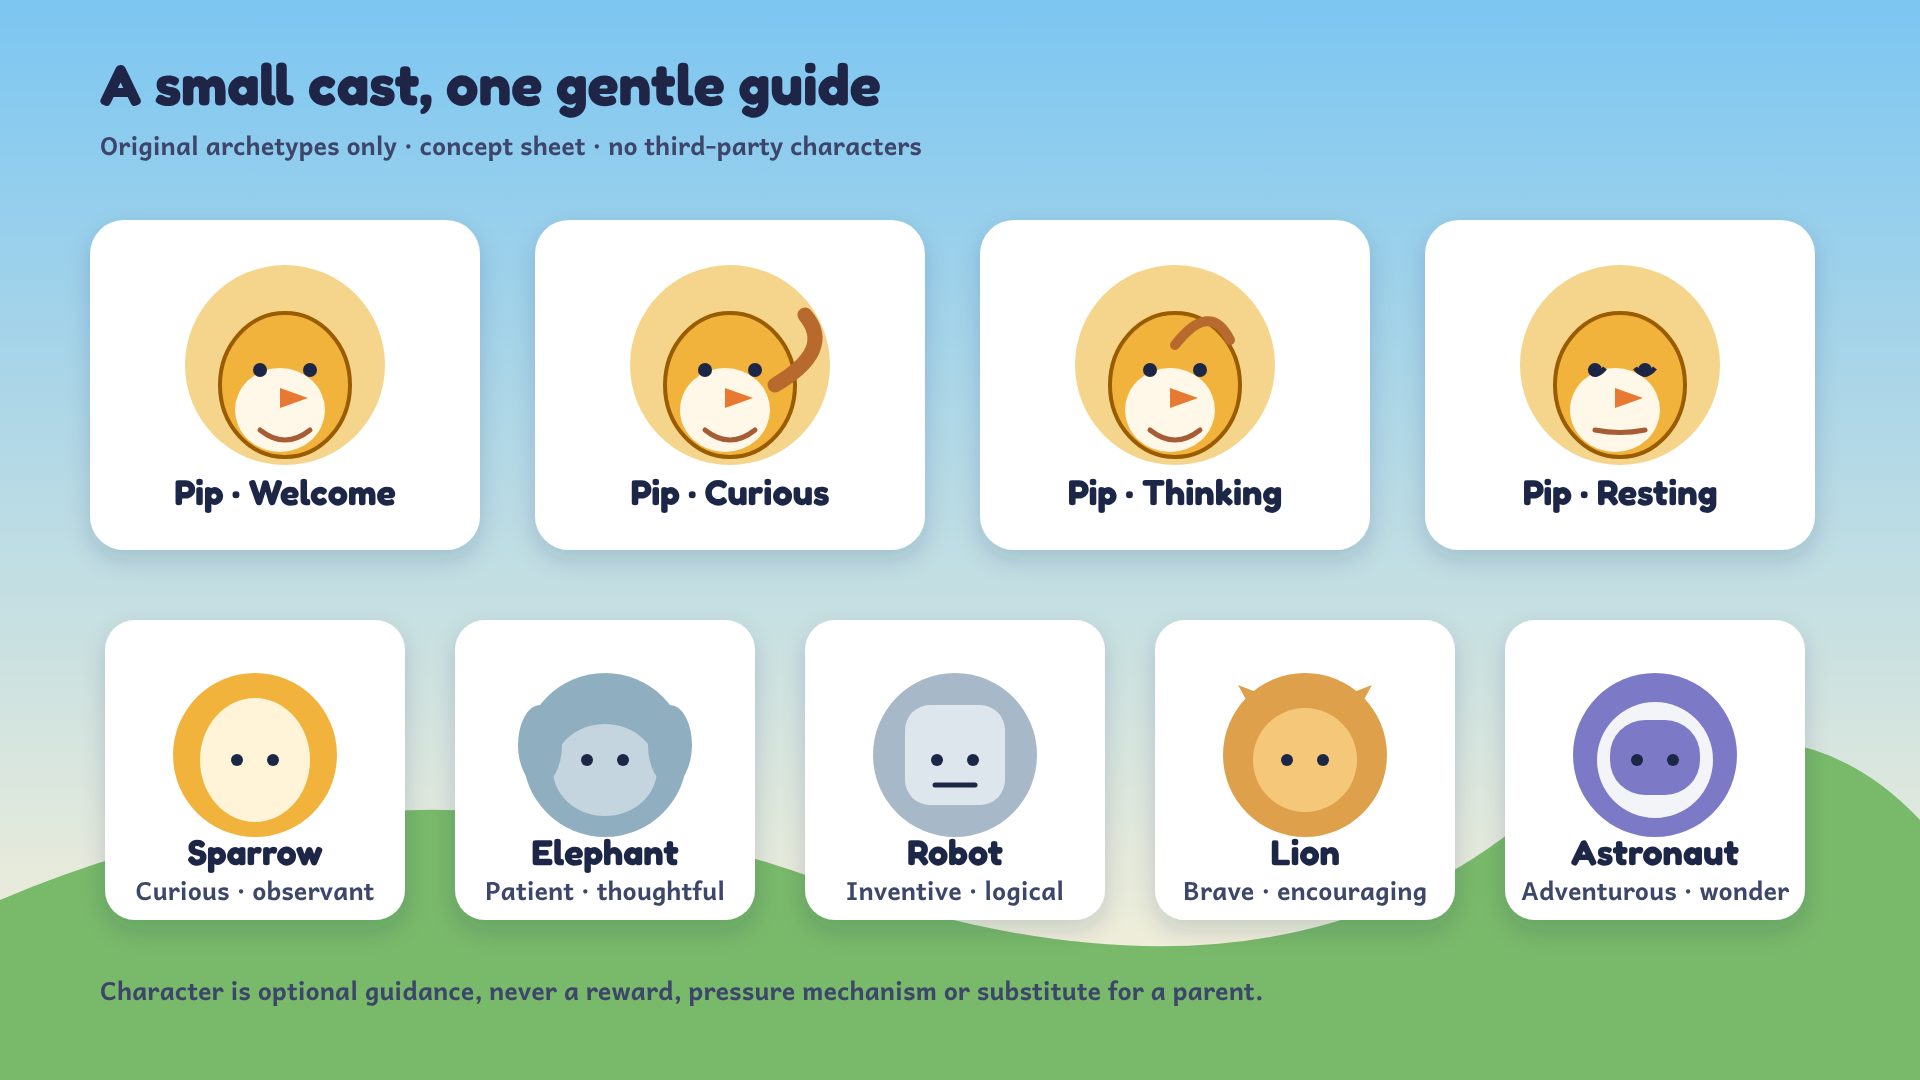 A small cast, one gentle guide
Original archetypes only · concept sheet · no third-party characters
Pip · Welcome
Pip · Curious
Pip · Thinking
Pip · Resting
Sparrow
Curious · observant
Elephant
Patient · thoughtful
Robot
Inventive · logical
Lion
Brave · encouraging
Astronaut
Adventurous · wonder
Character is optional guidance, never a reward, pressure mechanism or substitute for a parent.